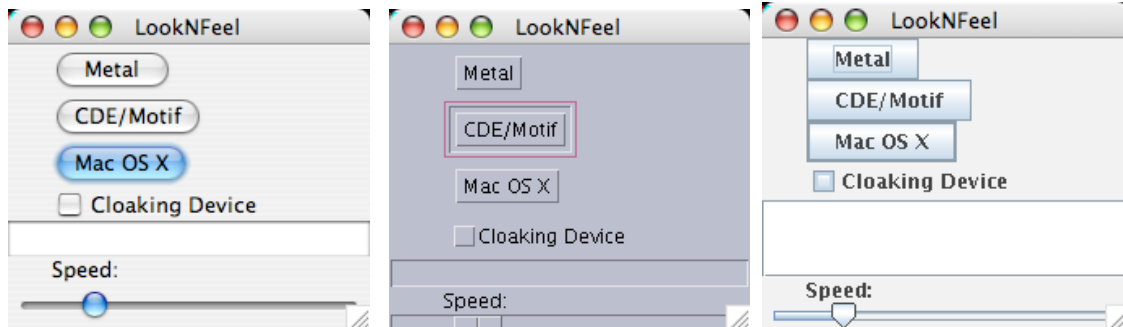 LookNFeel
Metal
CDE/Motif
Mac OS X
Cloaking Device
Speed:
LookNFeel
Metal
CDE/Motif
Mac OS X
Cloaking Device
Speed:
LookNFeel
Metal
CDE/Motif
Mac OS X
Cloaking Device
Speed: